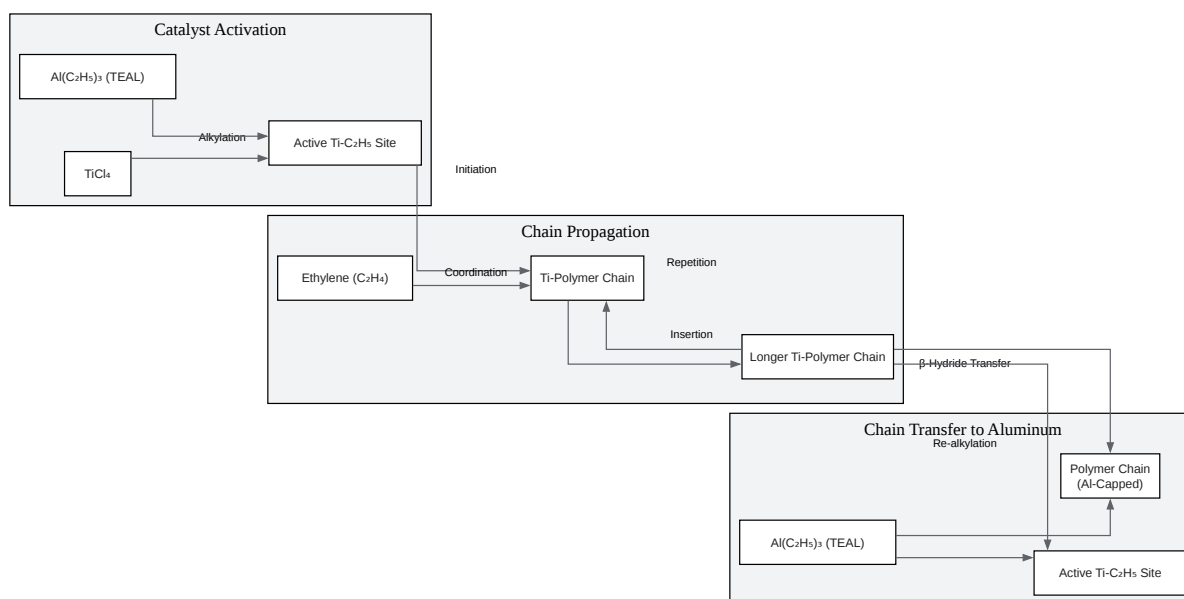 Catalyst Activation
Al(C₂H₅)₃ (TEAL)
Alkylation
Active Ti-C₂H₅ Site
TiCl₄
Initiation
Chain Propagation
Ethylene (C₂H₄)
Coordination
Ti-Polymer Chain
Repetition
Insertion
Longer Ti-Polymer Chain
β-Hydride Transfer
Chain Transfer to Aluminum
Re-alkylation
Polymer Chain
(Al-Capped)
Al(C₂H₅)₃ (TEAL)
Active Ti-C₂H₅ Site